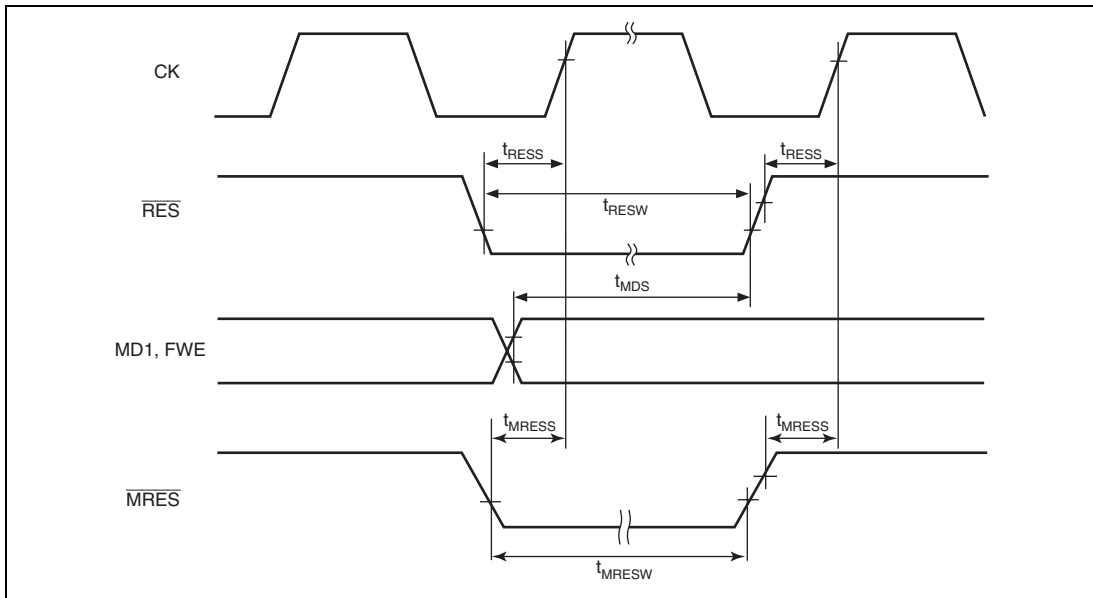 CK
tRESS tRESS
RES
tRESW
tMDS
MD1, FWE
tMRESS tMRESS
MRES
tMRESW